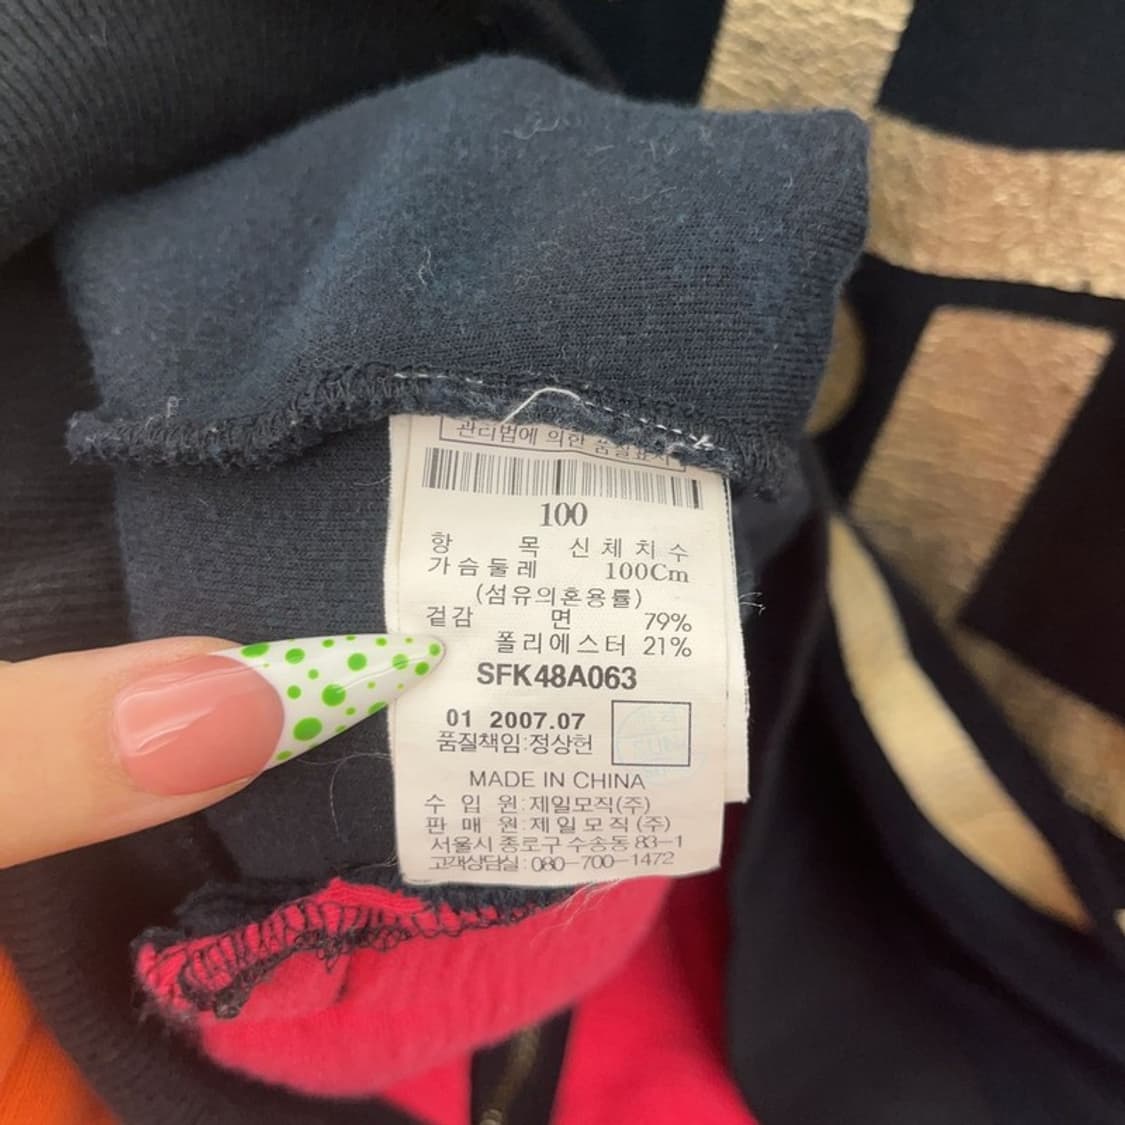 관리법에 의한 품질표시
100
항 목 신체치수
가슴둘레 100Cm
(섬유의혼용률)
겉감 면 79%
폴리에스터 21%
SFK48A063
01 2007.07
품질책임:정상헌
MADE IN CHINA
수 입 원:제일모직(주)
판 매 원:제일모직(주)
서울시 종로구 수송동 83-1
고객상담실:080-700-1472